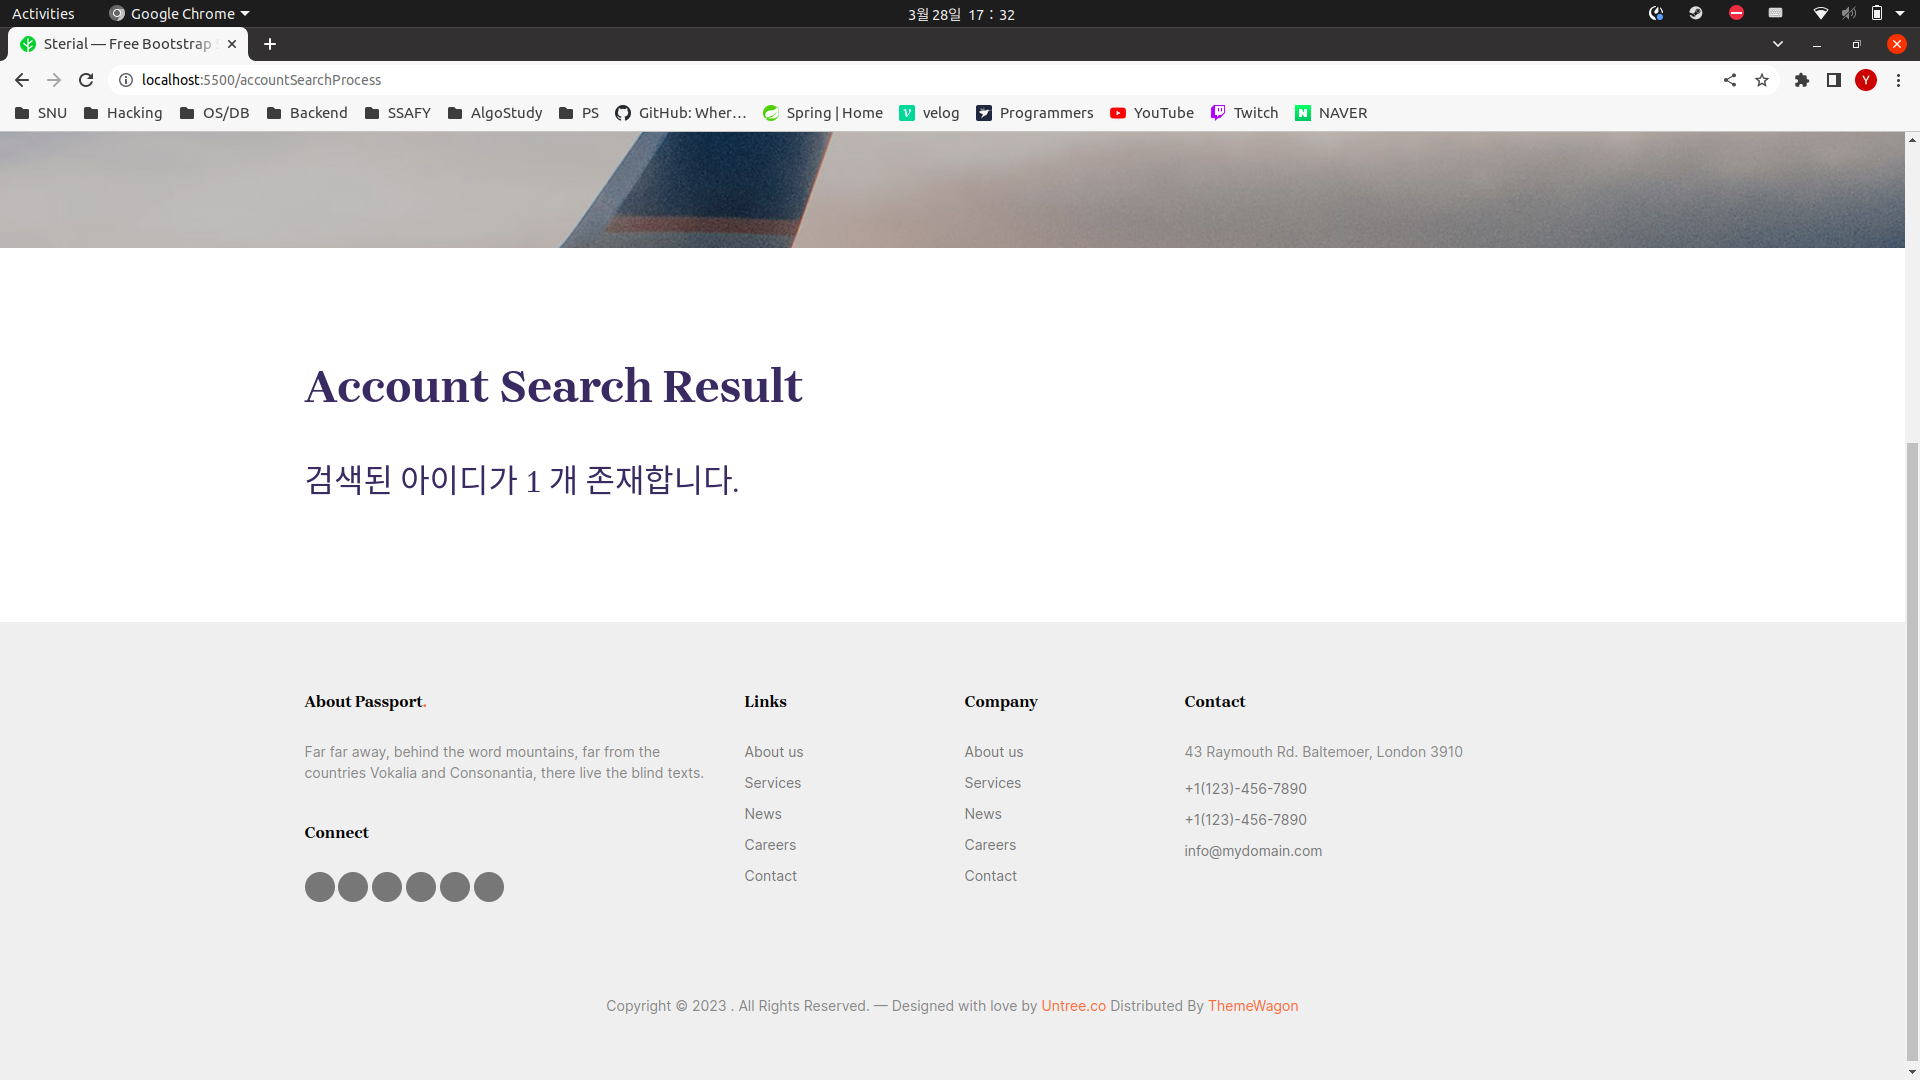 Activities
Google Chrome
3월 28일 17 : 32
Sterial — Free Bootstrap
localhost:5500/accountSearchProcess
Y
SNU
Hacking
OS/DB
Backend
SSAFY
AlgoStudy
PS
GitHub: Wher…
Spring | Home
velog
Programmers
YouTube
Twitch
NAVER
Account Search Result
검색된 아이디가 1 개 존재합니다.
About Passport.
Far far away, behind the word mountains, far from the
countries Vokalia and Consonantia, there live the blind texts.
Connect
Links
About us
Services
News
Careers
Contact
Company
About us
Services
News
Careers
Contact
Contact
43 Raymouth Rd. Baltemoer, London 3910
+1(123)-456-7890
+1(123)-456-7890
info@mydomain.com
Copyright © 2023 . All Rights Reserved. — Designed with love by Untree.co Distributed By ThemeWagon